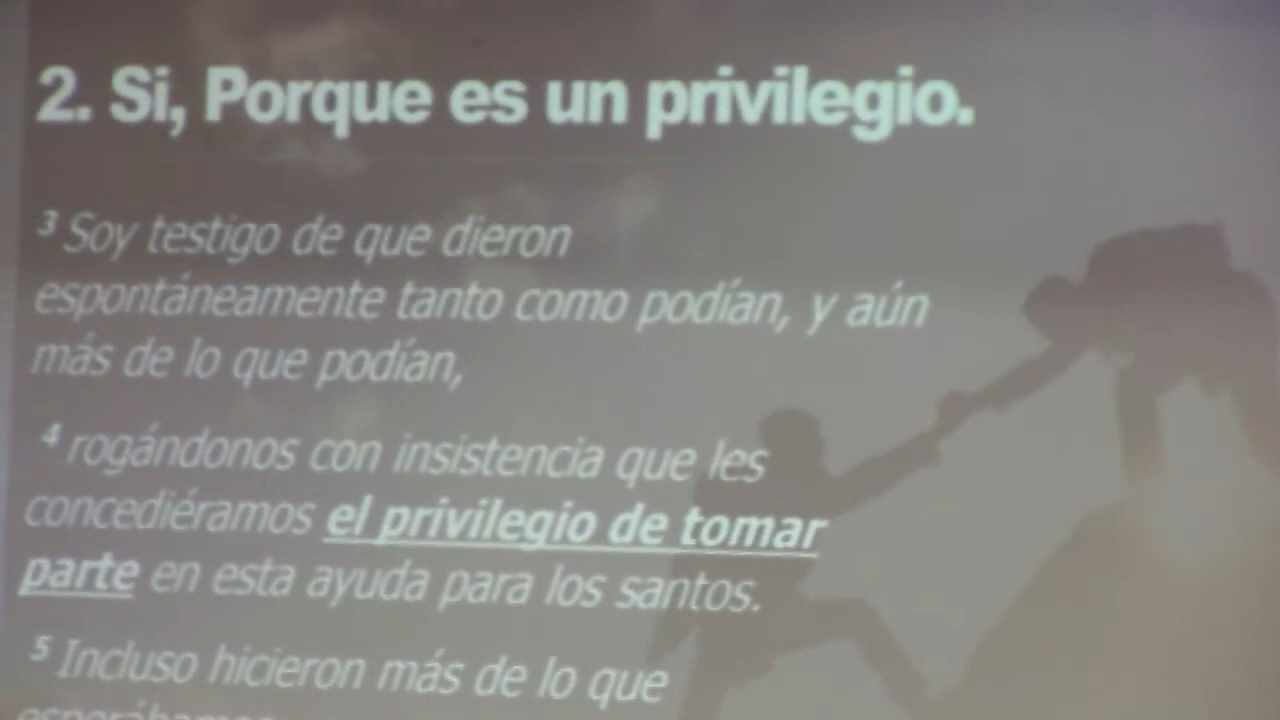 2. Si, Porque es un privilegio.
3 Soy testigo de que dieron
espontáneamente tanto como podían, y aún
más de lo que podían,
4 rogándonos con insistencia que les
concediéramos el privilegio de tomar
parte en esta ayuda para los santos.
5 Incluso hicieron más de lo que
esperábamos